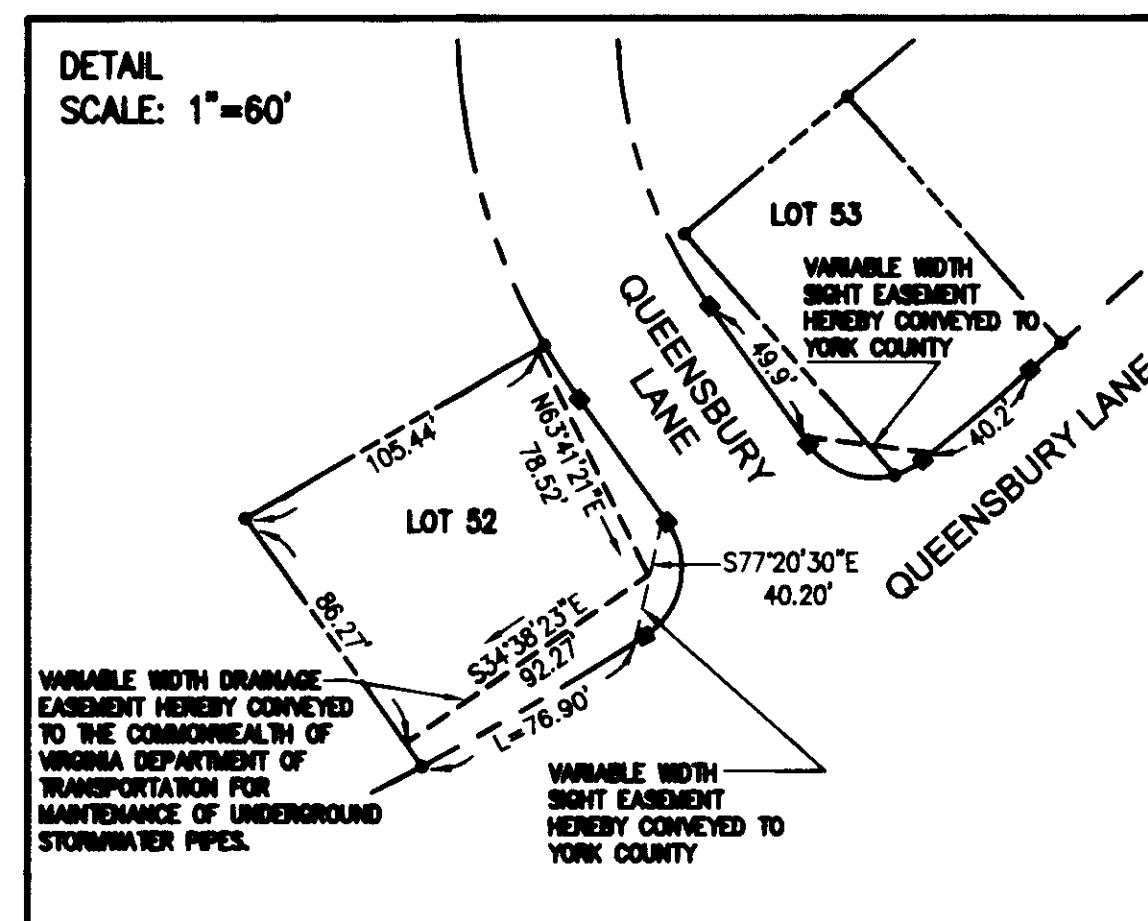 DETAIL
SCALE: 1"=60'
LOT 53
VARIABLE WIDTH
SIGHT EASEMENT
HEREBY CONVEYED TO
YORK COUNTY
QUEENSBURY
LANE
49.9'
40.2'
QUEENSBURY LANE
105.44'
N63°41'21"E
78.52'
LOT 52
S77°20'30"E
40.20'
86.27'
S34°38'23"E
92.27'
L=76.90'
VARIABLE WIDTH DRAINAGE
EASEMENT HEREBY CONVEYED
TO THE COMMONWEALTH OF
VIRGINIA DEPARTMENT OF
TRANSPORTATION FOR
MAINTENANCE OF UNDERGROUND
STORMWATER PIPES.
VARIABLE WIDTH
SIGHT EASEMENT
HEREBY CONVEYED TO
YORK COUNTY